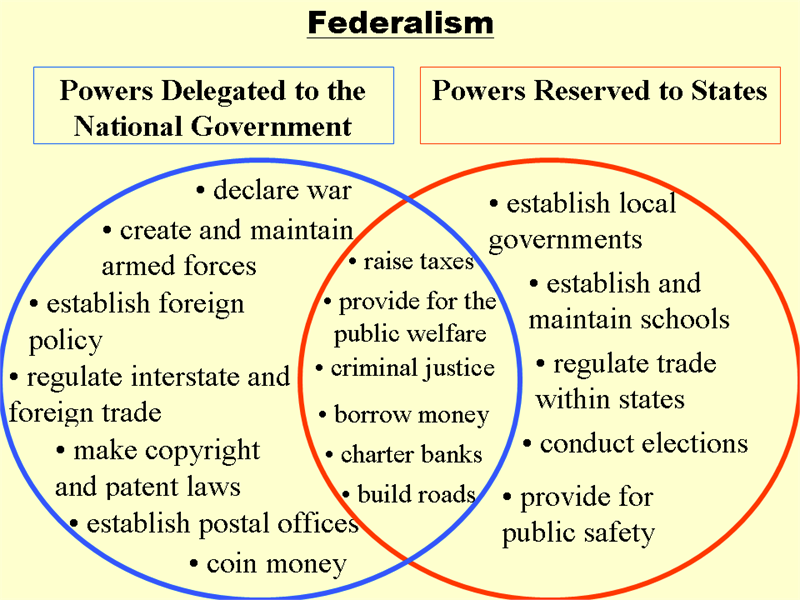 Federalism
Powers Delegated to the
National Government
Powers Reserved to States
• declare war
• create and maintain
armed forces
• establish foreign
policy
• regulate interstate and
foreign trade
• make copyright
and patent laws
• establish postal offices
• coin money
• raise taxes
• provide for the
public welfare
• criminal justice
• borrow money
• charter banks
• build roads
• establish local
governments
• establish and
maintain schools
• regulate trade
within states
• conduct elections
• provide for
public safety